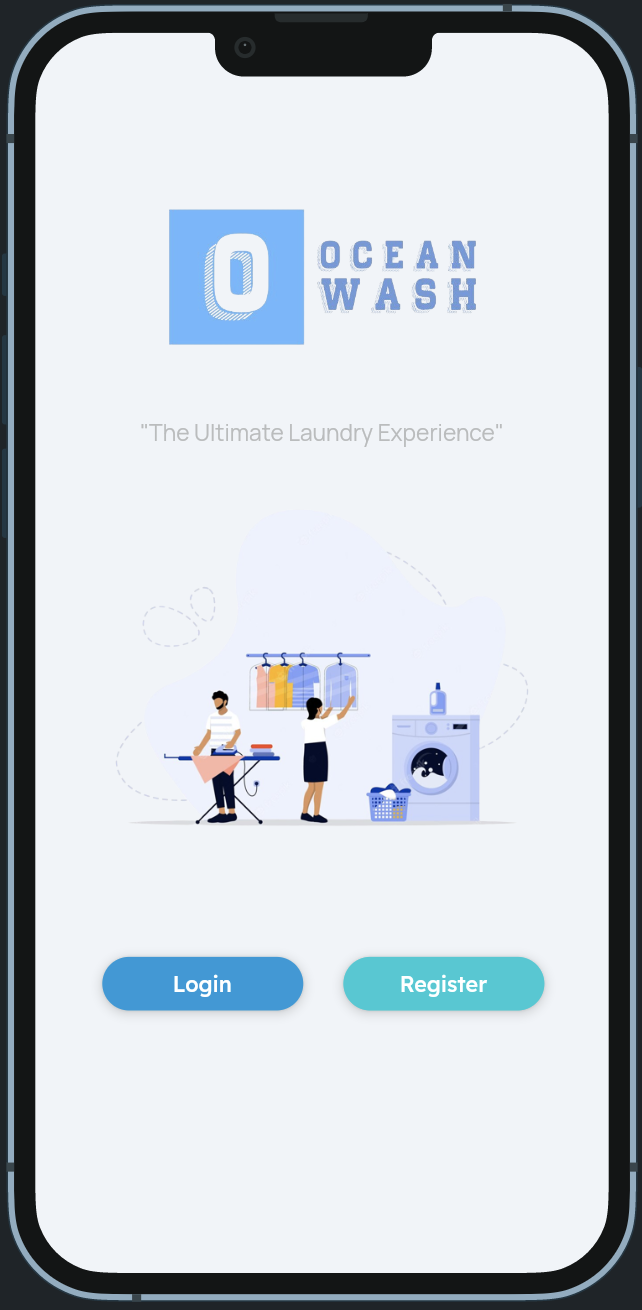 O
OCEAN
WASH
"The Ultimate Laundry Experience"
Login
Register